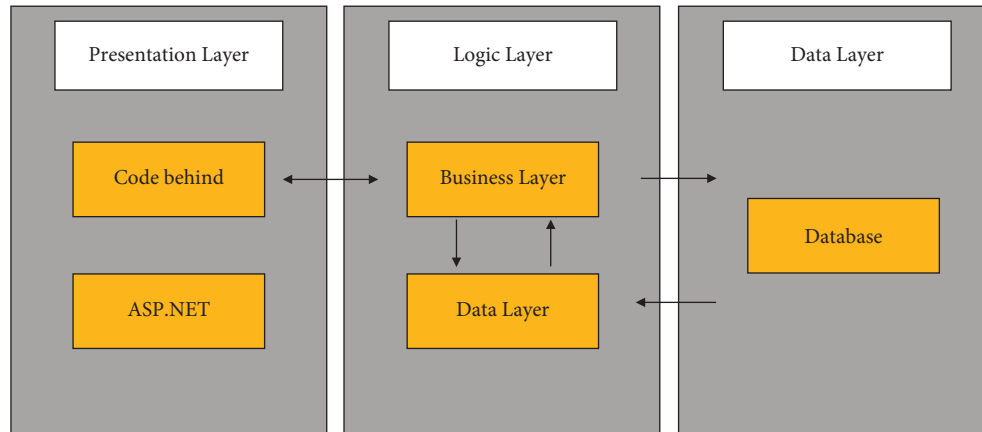 Presentation Layer
Logic Layer
Data Layer
Code behind
Business Layer
Database
ASP.NET
Data Layer